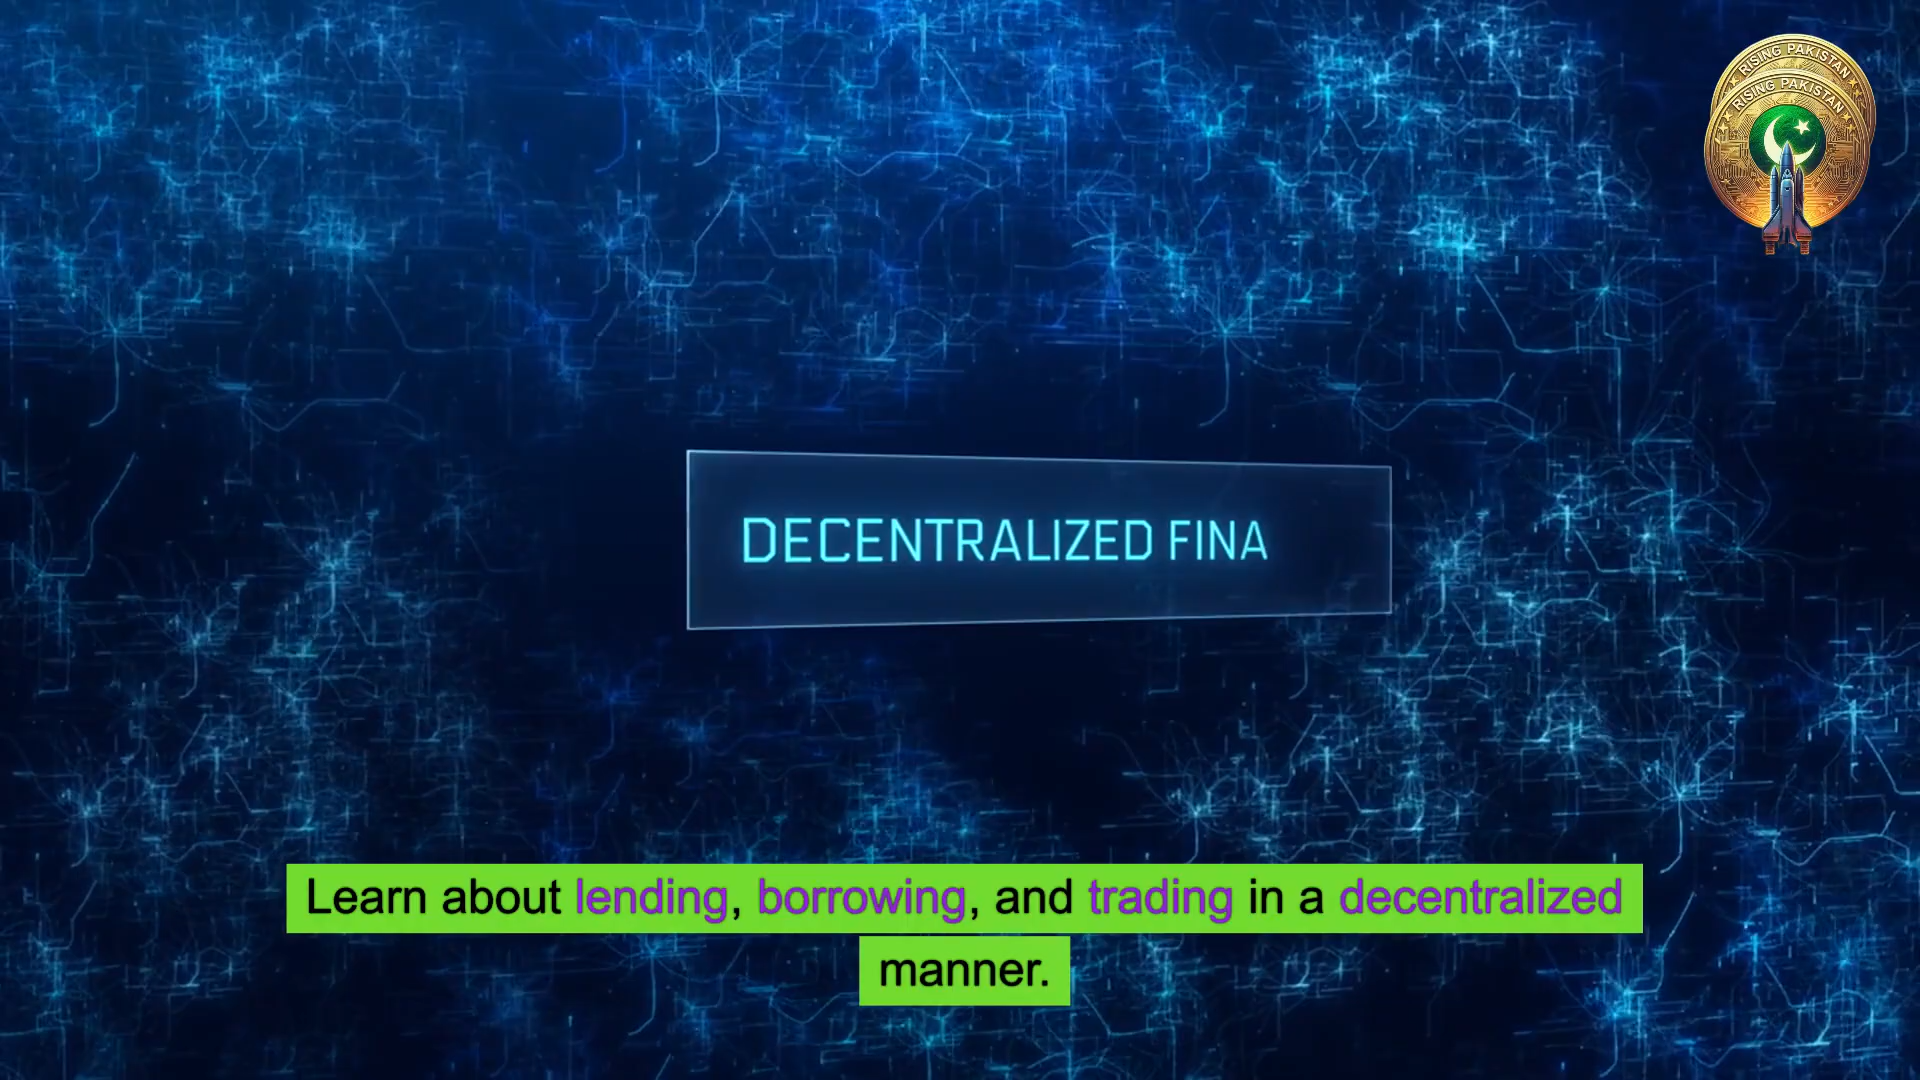 RISING PAKISTAN
RISING PAKISTAN
DECENTRALIZED FINA
Learn about lending, borrowing, and trading in a decentralized
manner.